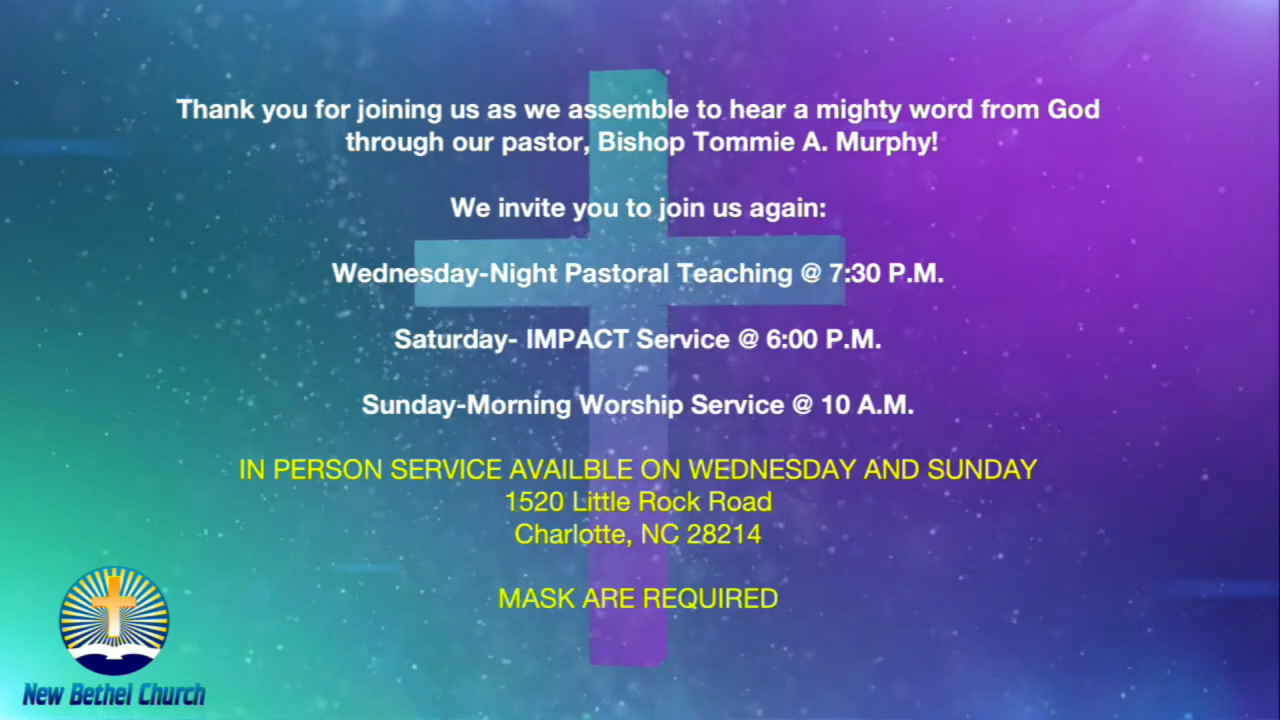 Thank you for joining us as we assemble to hear a mighty word from God
through our pastor, Bishop Tommie A. Murphy!
We invite you to join us again:
Wednesday-Night Pastoral Teaching @ 7:30 P.M.
Saturday- IMPACT Service @ 6:00 P.M.
Sunday-Morning Worship Service @ 10 A.M.
IN PERSON SERVICE AVAILBLE ON WEDNESDAY AND SUNDAY
1520 Little Rock Road
Charlotte, NC 28214
MASK ARE REQUIRED
New Bethel Church